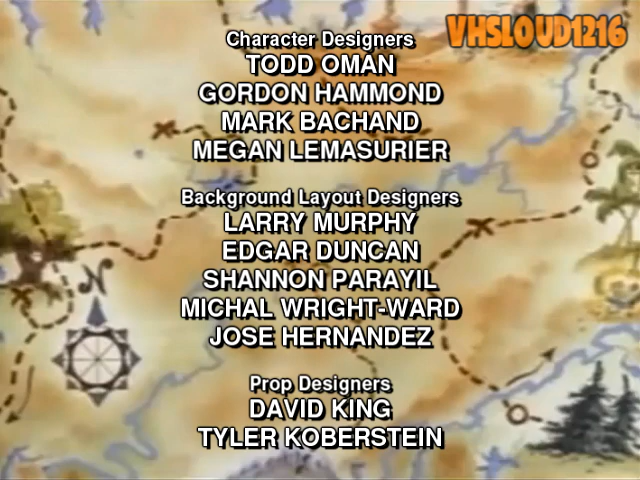 VHSLOUD1216
Character Designers
TODD OMAN
GORDON HAMMOND
MARK BACHAND
MEGAN LEMASURIER
Background Layout Designers
LARRY MURPHY
EDGAR DUNCAN
SHANNON PARAYIL
MICHAL WRIGHT-WARD
JOSE HERNANDEZ
N
Prop Designers
DAVID KING
TYLER KOBERSTEIN